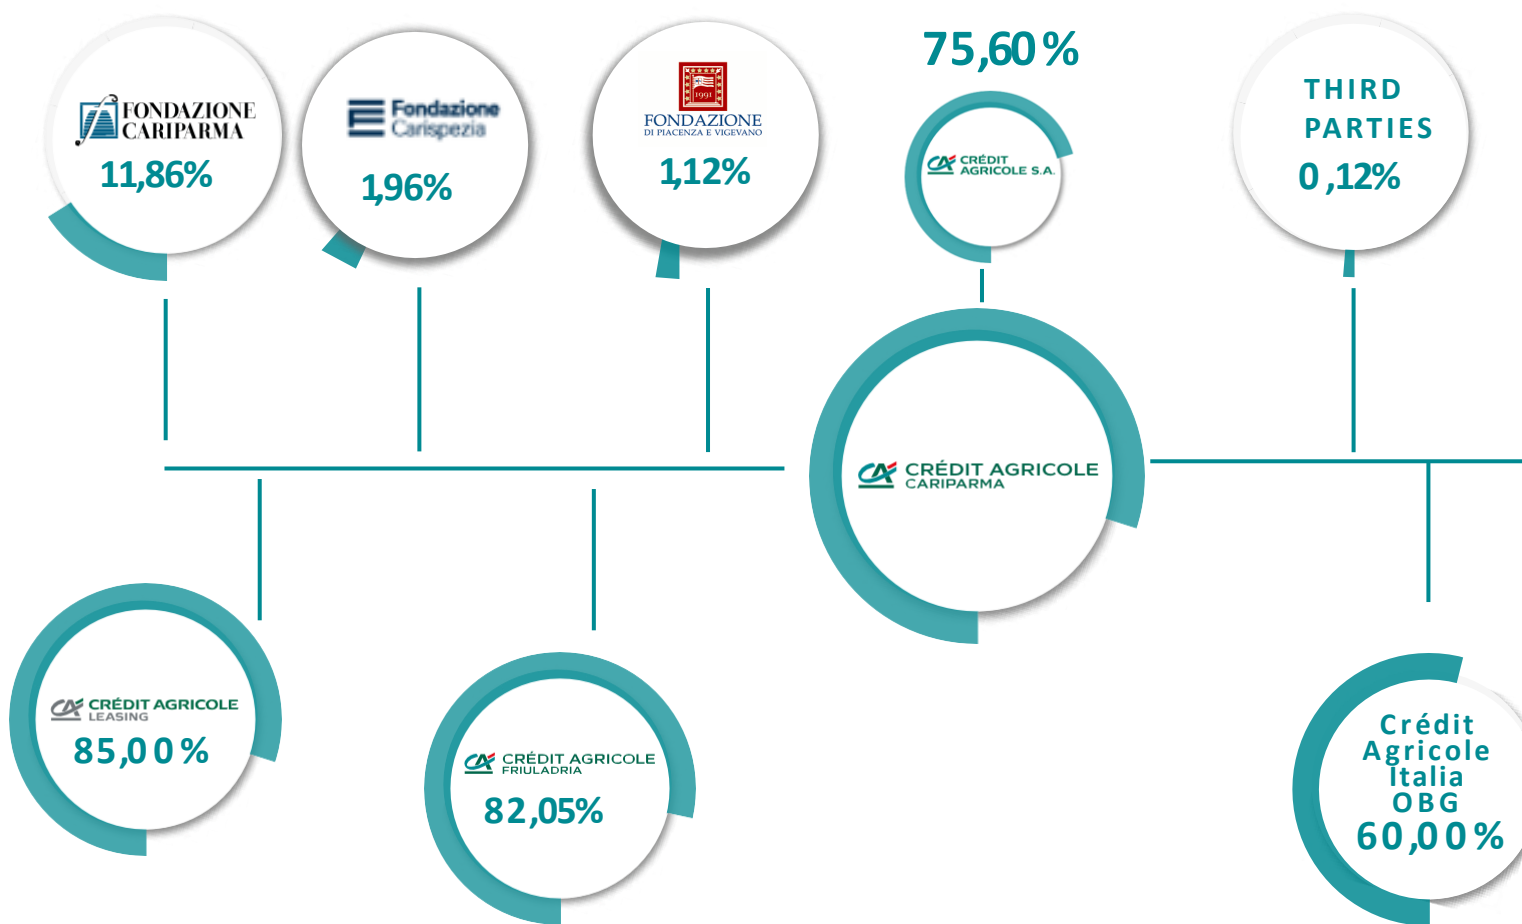 FONDAZIONE
CARIPARMA
11,86%
Fondazione
Carispezia
1,96%
1991
FONDAZIONE
DI PIACENZA E VIGEVANO
1,12%
75,60%
CRÉDIT
AGRICOLE S.A.
THIRD
PARTIES
0,12%
CRÉDIT AGRICOLE
CARIPARMA
CRÉDIT AGRICOLE
LEASING
85,00%
CRÉDIT AGRICOLE
FRIULADRIA
82,05%
Crédit
Agricole
Italia
OBG
60,00%